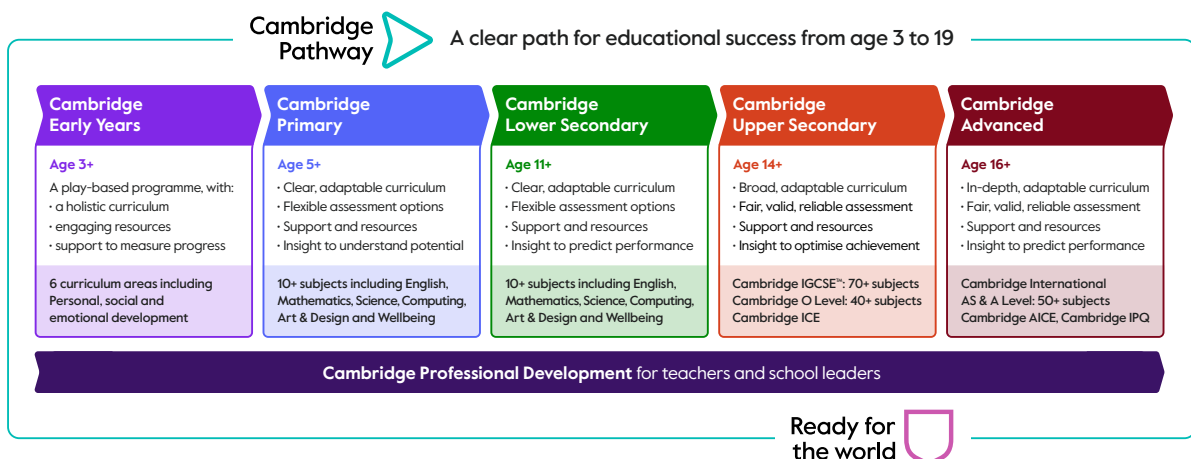 Cambridge
Pathway
A clear path for educational success from age 3 to 19
Cambridge
Early Years
Age 3+
A play-based programme, with:
· a holistic curriculum
· engaging resources
· support to measure progress
6 curriculum areas including
Personal, social and
emotional development
Cambridge
Primary
Age 5+
· Clear, adaptable curriculum
· Flexible assessment options
· Support and resources
· Insight to understand potential
10+ subjects including English,
Mathematics, Science, Computing,
Art & Design and Wellbeing
Cambridge
Lower Secondary
Age 11+
· Clear, adaptable curriculum
· Flexible assessment options
· Support and resources
· Insight to predict performance
10+ subjects including English,
Mathematics, Science, Computing,
Art & Design and Wellbeing
Cambridge
Upper Secondary
Age 14+
· Broad, adaptable curriculum
· Fair, valid, reliable assessment
· Support and resources
· Insight to optimise achievement
Cambridge IGCSE™: 70+ subjects
Cambridge O Level: 40+ subjects
Cambridge ICE
Cambridge
Advanced
Age 16+
· In-depth, adaptable curriculum
· Fair, valid, reliable assessment
· Support and resources
· Insight to predict performance
Cambridge International
AS & A Level: 50+ subjects
Cambridge AICE, Cambridge IPQ
Cambridge Professional Development for teachers and school leaders
Ready for
the world